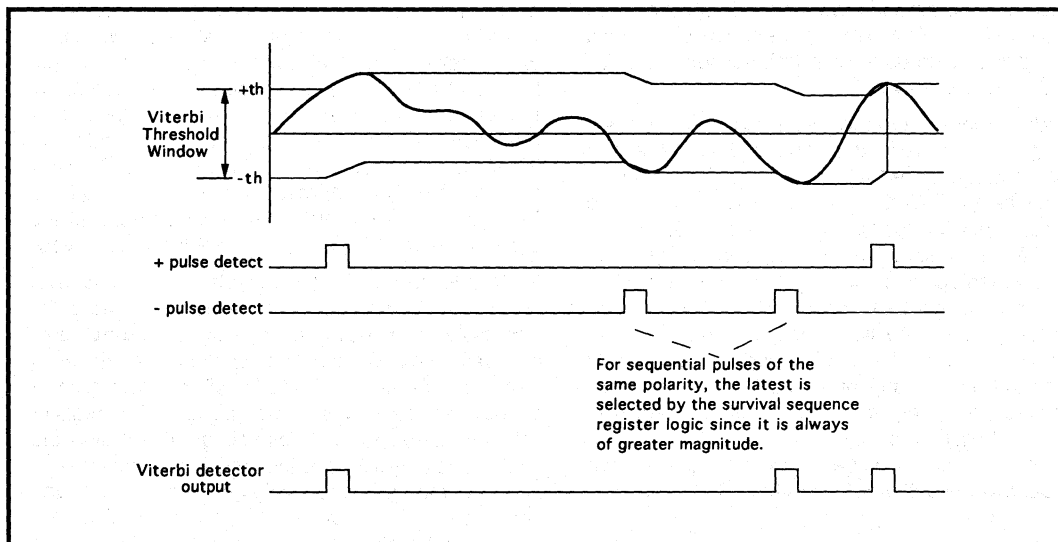 +th
Viterbi
Threshold
Window
-th
+ pulse detect
- pulse detect
For sequential pulses of the
same polarity, the latest is
selected by the survival sequence
register logic since it is always
of greater magnitude.
Viterbi detector
output